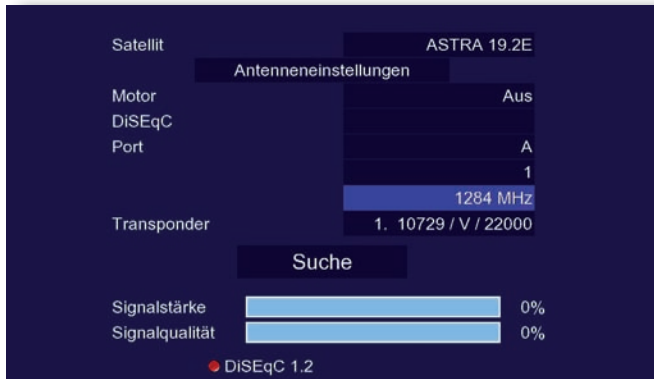 Satellit ASTRA 19.2E
Antenneneinstellungen
Motor Aus
DiSEqC
Port A
1
1284 MHz
Transponder 1. 10729 / V / 22000
Suche
Signalstärke 0%
Signalqualität 0%
DiSEqC 1.2